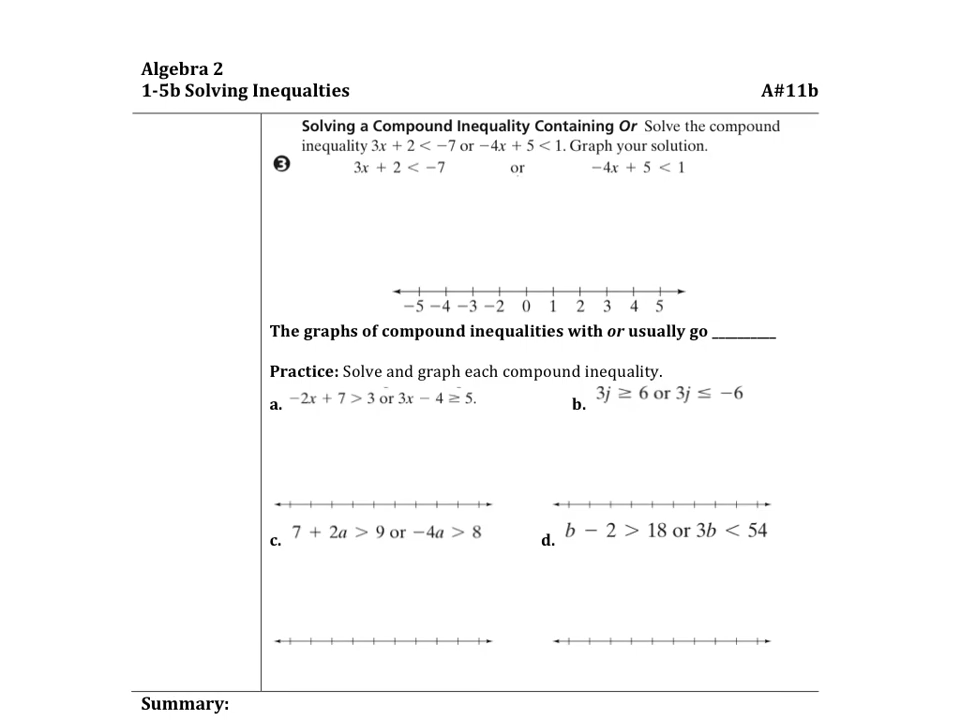 Algebra 2
1-5b Solving Inequalties A#11b
Solving a Compound Inequality Containing Or Solve the compound
inequality 3x + 2 < −7 or −4x + 5 < 1. Graph your solution.
❸ 3x + 2 < −7 or −4x + 5 < 1
−5 −4 −3 −2 0 1 2 3 4 5
The graphs of compound inequalities with or usually go __________
Practice: Solve and graph each compound inequality.
a. −2x + 7 > 3 or 3x − 4 ≥ 5. b. 3j ≥ 6 or 3j ≤ −6
c. 7 + 2a > 9 or −4a > 8 d. b − 2 > 18 or 3b < 54
Summary: